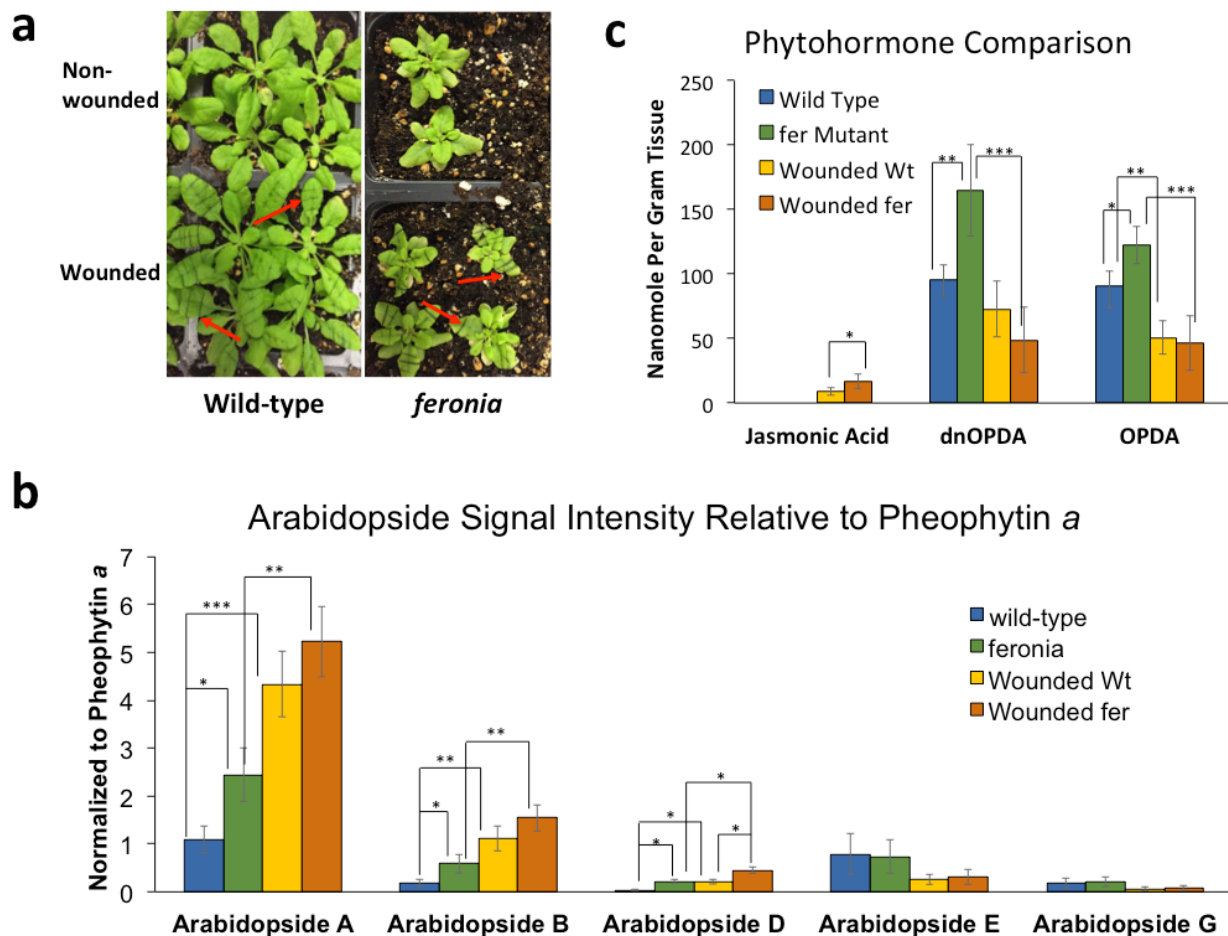 a
Non-
wounded
Wounded
Wild-type
feronia
c
Phytohormone Comparison
Nanomole Per Gram Tissue
250
200
150
100
50
0
Wild Type
fer Mutant
Wounded Wt
Wounded fer
*
**
***
*
**
***
Jasmonic Acid
dnOPDA
OPDA
b
Arabidopside Signal Intensity Relative to Pheophytin a
Normalized to Pheophytin a
7
6
5
4
3
2
1
0
wild-type
feronia
Wounded Wt
Wounded fer
**
***
*
**
**
*
*
*
*
*
Arabidopside A
Arabidopside B
Arabidopside D
Arabidopside E
Arabidopside G